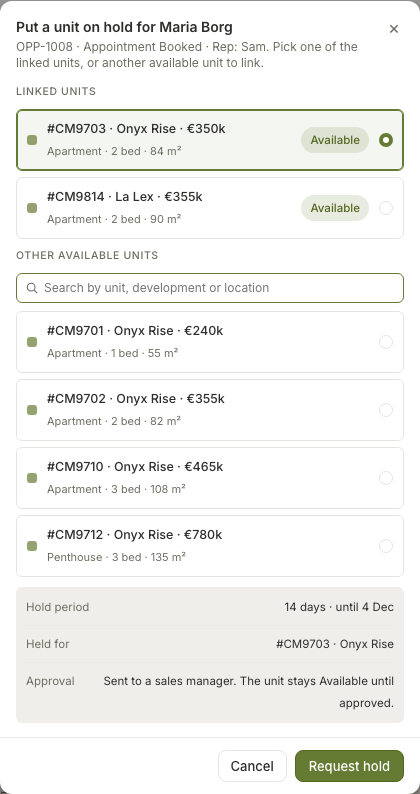 Put a unit on hold for Maria Borg
OPP-1008 · Appointment Booked · Rep: Sam. Pick one of the
linked units, or another available unit to link.
LINKED UNITS
#CM9703 · Onyx Rise · €350k
Apartment · 2 bed · 84 m²
Available
#CM9814 · La Lex · €355k
Apartment · 2 bed · 90 m²
Available
OTHER AVAILABLE UNITS
Search by unit, development or location
#CM9701 · Onyx Rise · €240k
Apartment · 1 bed · 55 m²
#CM9702 · Onyx Rise · €355k
Apartment · 2 bed · 82 m²
#CM9710 · Onyx Rise · €465k
Apartment · 3 bed · 108 m²
#CM9712 · Onyx Rise · €780k
Penthouse · 3 bed · 135 m²
Hold period 14 days · until 4 Dec
Held for #CM9703 · Onyx Rise
Approval Sent to a sales manager. The unit stays Available until
approved.
Cancel Request hold